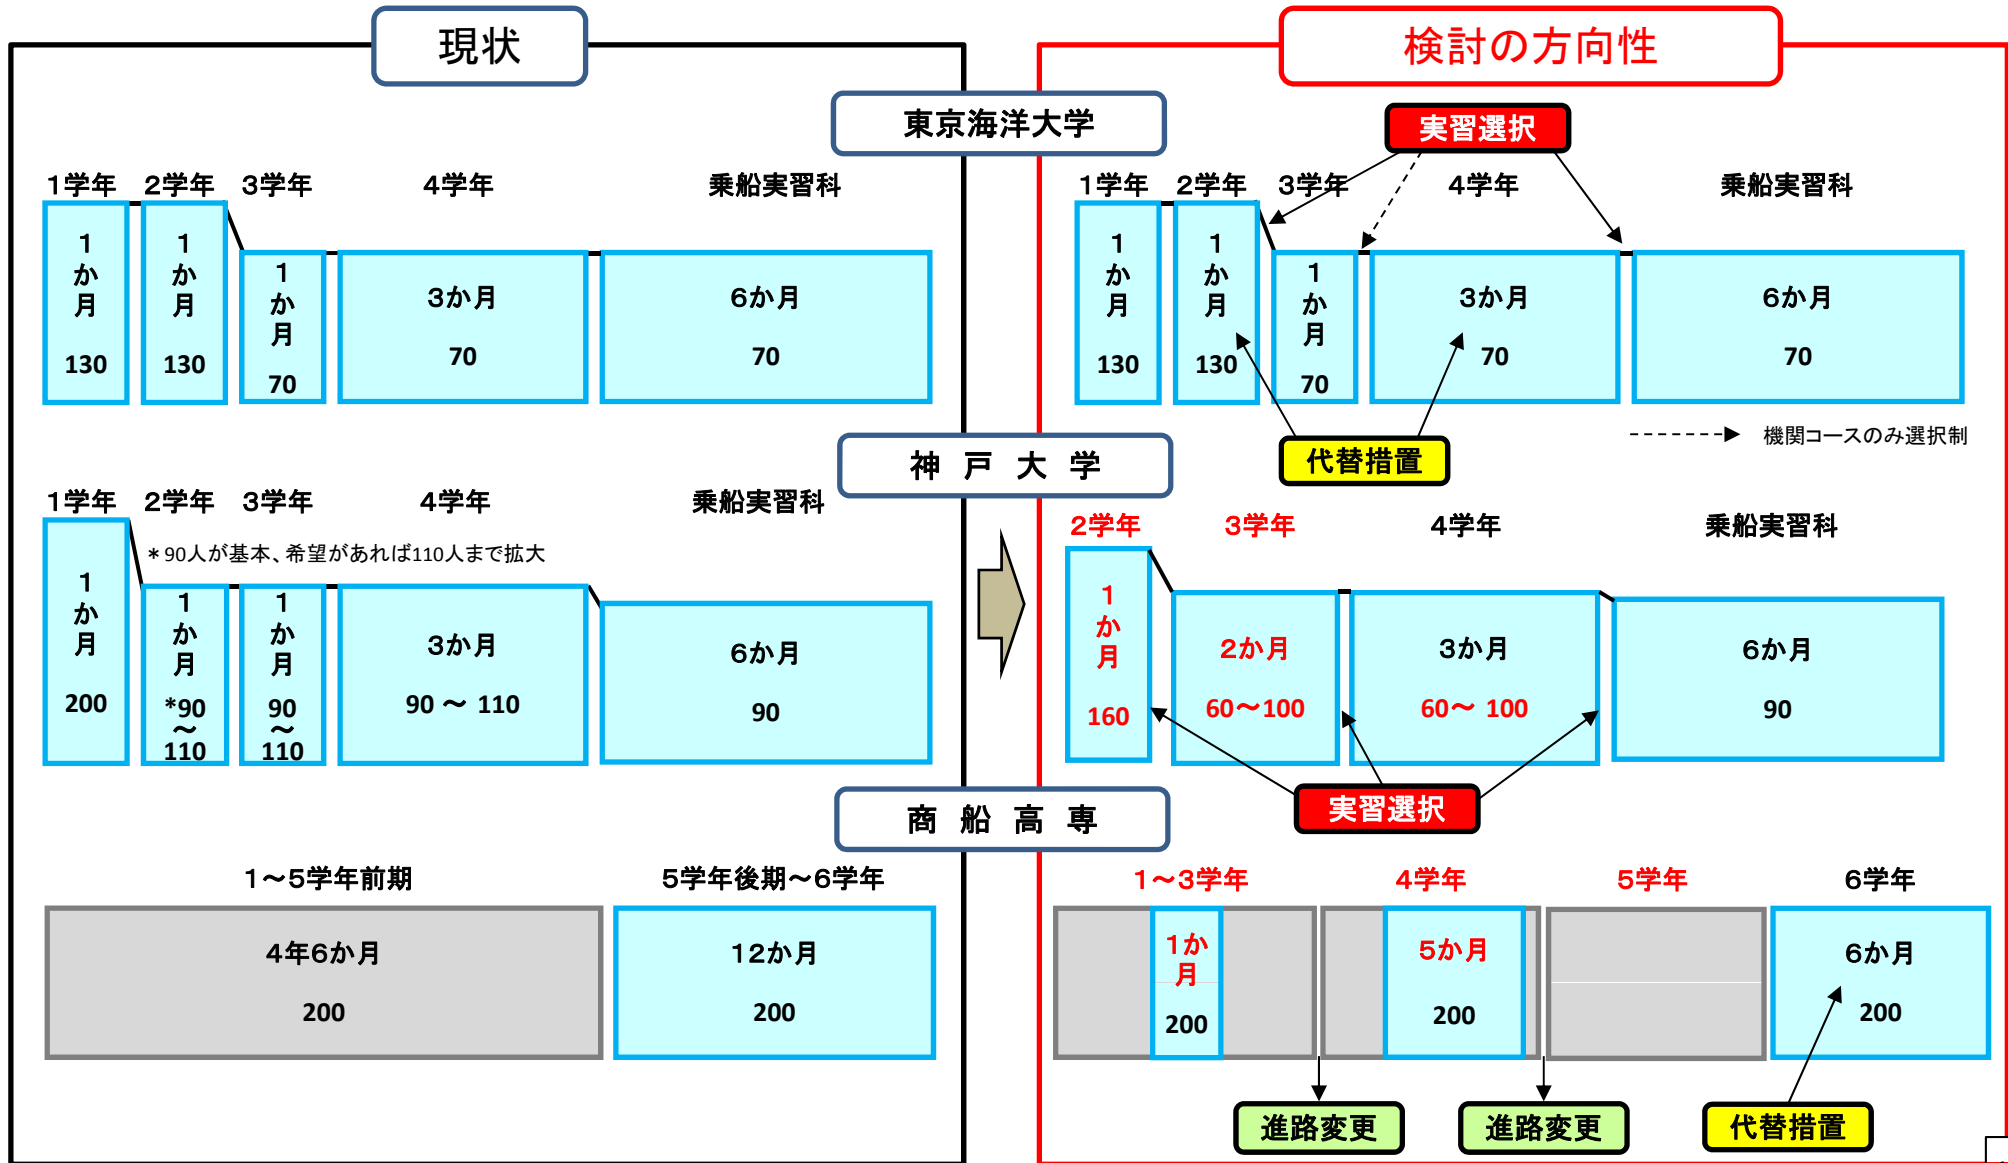 現状
検討の方向性
東京海洋大学
実習選択
1学年 2学年 3学年 4学年 乗船実習科
1か月
130
1か月
130
1か月
70
3か月
70
6か月
70
1学年 2学年 3学年 4学年 乗船実習科
1か月
130
1か月
130
1か月
70
3か月
70
6か月
70
代替措置
機関コースのみ選択制
神戸大学
1学年 2学年 3学年 4学年 乗船実習科
*90人が基本、希望があれば110人まで拡大
1か月
200
1か月
*90
～
110
1か月
90
～
110
3か月
90 ～ 110
6か月
90
2学年 3学年 4学年 乗船実習科
1か月
160
2か月
60～100
3か月
60～ 100
6か月
90
実習選択
商船高専
1～5学年前期 5学年後期～6学年
4年6か月
200
12か月
200
1～3学年 4学年 5学年 6学年
1か
月
200
5か月
200
6か月
200
進路変更
進路変更
代替措置